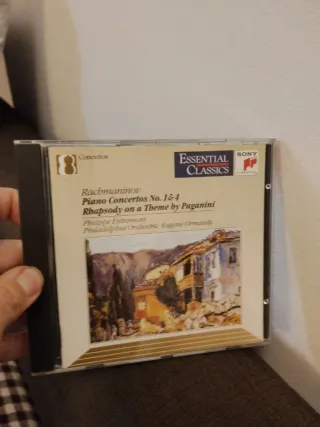 Concertos
ESSENTIAL
CLASSICS
SONY
Rachmaninov
Piano Concertos No. 1 & 4
Rhapsody on a Theme by Paganini
Philippe Entremont
Philadelphia Orchestra · Eugene Ormandy